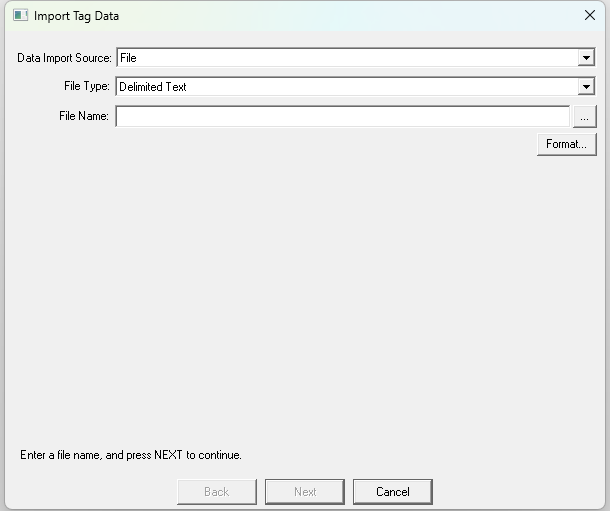 Import Tag Data
Data Import Source: File
File Type: Delimited Text
File Name: ...
Format...
Enter a file name, and press NEXT to continue.
Back Next Cancel